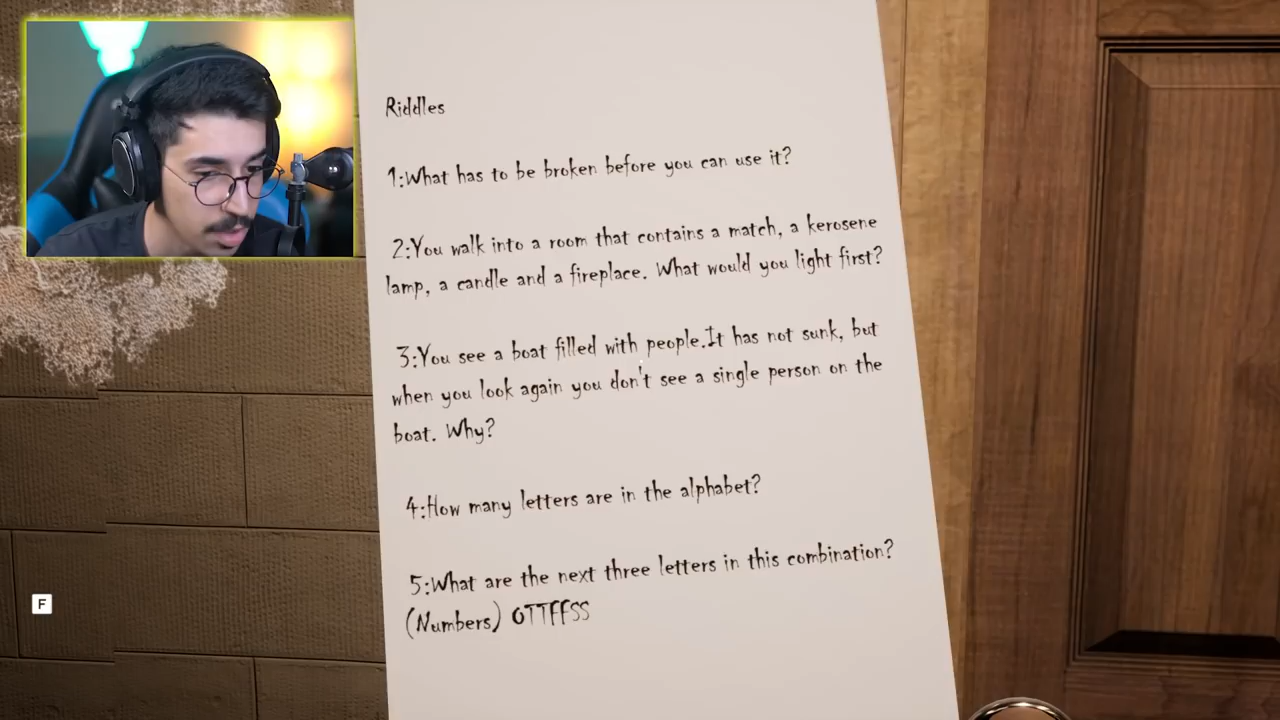 Riddles
1:What has to be broken before you can use it?
2:You walk into a room that contains a match, a kerosene
lamp, a candle and a fireplace. What would you light first?
3:You see a boat filled with people.It has not sunk, but
when you look again you don't see a single person on the
boat. Why?
4:How many letters are in the alphabet?
5:What are the next three letters in this combination?
(Numbers) OTTFFSS
F